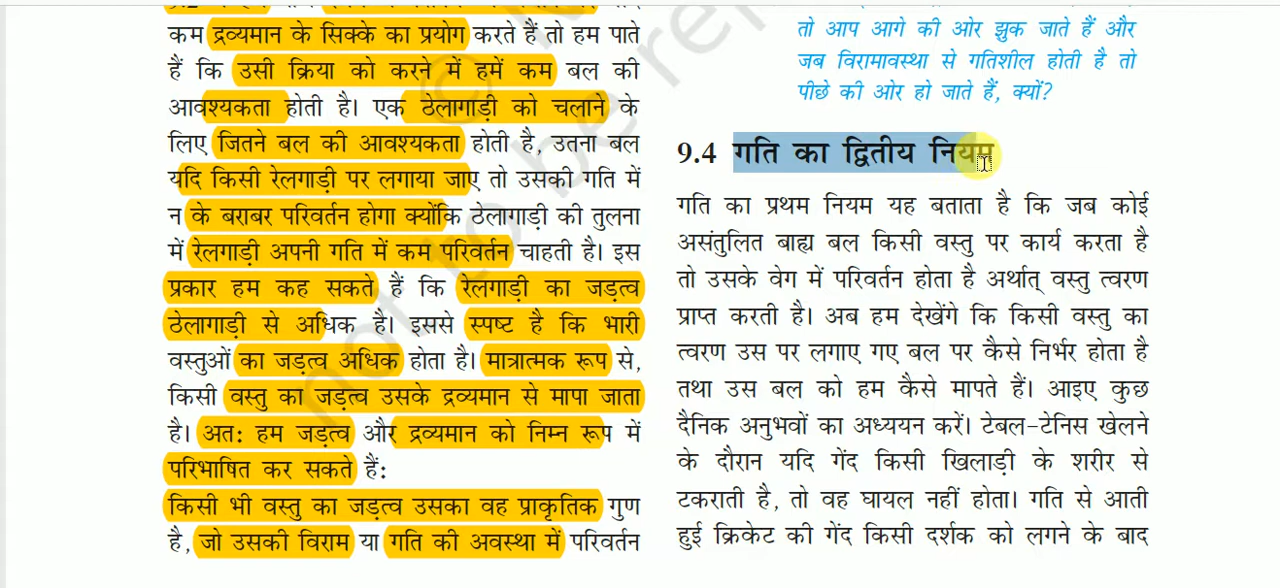 कम द्रव्यमान के सिक्के का प्रयोग करते हैं तो हम पाते
हैं कि उसी क्रिया को करने में हमें कम बल की
आवश्यकता होती है। एक ठेलागाड़ी को चलाने के
लिए जितने बल की आवश्यकता होती है, उतना बल
यदि किसी रेलगाड़ी पर लगाया जाए तो उसकी गति में
न के बराबर परिवर्तन होगा क्योंकि ठेलागाड़ी की तुलना
में रेलगाड़ी अपनी गति में कम परिवर्तन चाहती है। इस
प्रकार हम कह सकते हैं कि रेलगाड़ी का जड़त्व
ठेलागाड़ी से अधिक है। इससे स्पष्ट है कि भारी
वस्तुओं का जड़त्व अधिक होता है। मात्रात्मक रूप से,
किसी वस्तु का जड़त्व उसके द्रव्यमान से मापा जाता
है। अत: हम जड़त्व और द्रव्यमान को निम्न रूप में
परिभाषित कर सकते हैं:
किसी भी वस्तु का जड़त्व उसका वह प्राकृतिक गुण
है, जो उसकी विराम या गति की अवस्था में परिवर्तन
तो आप आगे की ओर झुक जाते हैं और
जब विरामावस्था से गतिशील होती है तो
पीछे की ओर हो जाते हैं, क्यों?
9.4 गति का द्वितीय नियम
गति का प्रथम नियम यह बताता है कि जब कोई
असंतुलित बाह्य बल किसी वस्तु पर कार्य करता है
तो उसके वेग में परिवर्तन होता है अर्थात् वस्तु त्वरण
प्राप्त करती है। अब हम देखेंगे कि किसी वस्तु का
त्वरण उस पर लगाए गए बल पर कैसे निर्भर होता है
तथा उस बल को हम कैसे मापते हैं। आइए कुछ
दैनिक अनुभवों का अध्ययन करें। टेबल-टेनिस खेलने
के दौरान यदि गेंद किसी खिलाड़ी के शरीर से
टकराती है, तो वह घायल नहीं होता। गति से आती
हुई क्रिकेट की गेंद किसी दर्शक को लगने के बाद
not to be re